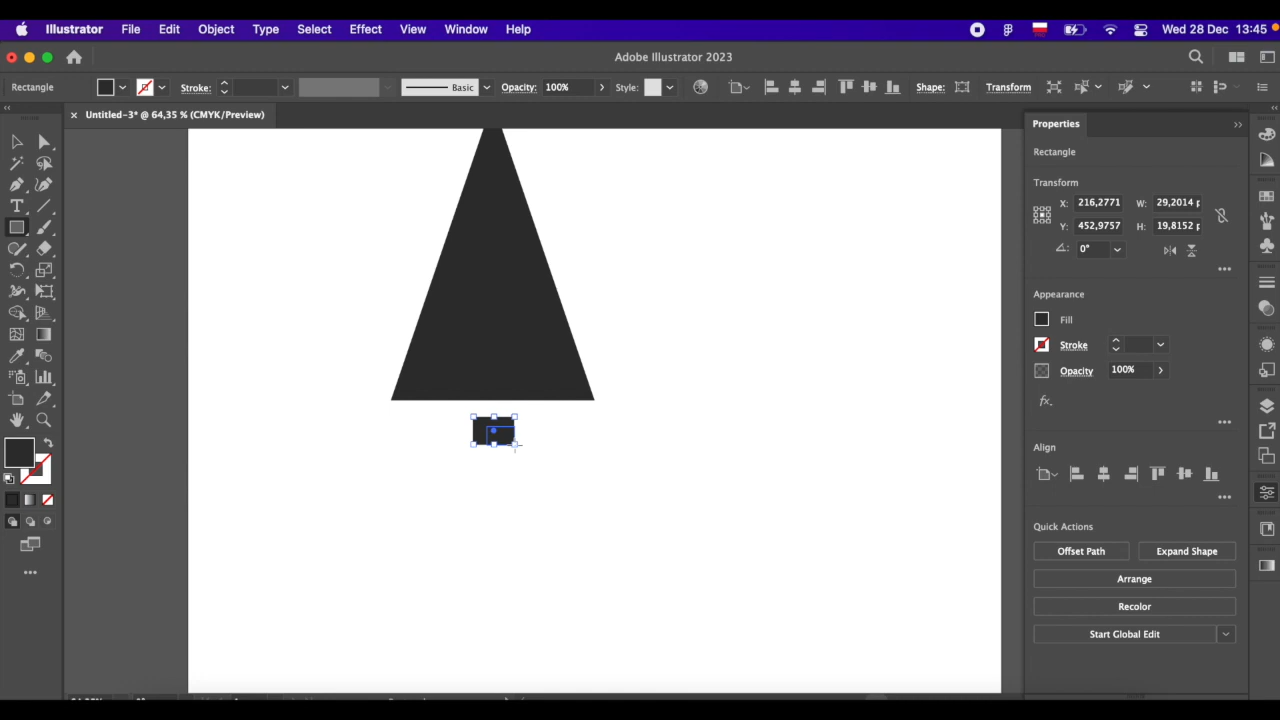 Illustrator File Edit Object Type Select Effect View Window Help Wed 28 Dec 13:45
Adobe Illustrator 2023
Rectangle Stroke: Basic Opacity: 100% Style: Shape: Transform
× Untitled-3* @ 64,35 % (CMYK/Preview)
Properties
Rectangle
Transform
X: 216,2771 W: 29,2014 p
Y: 452,9757 H: 19,8152 p
0°
Appearance
Fill
Stroke
Opacity 100%
fx.
Align
Quick Actions
Offset Path Expand Shape
Arrange
Recolor
Start Global Edit